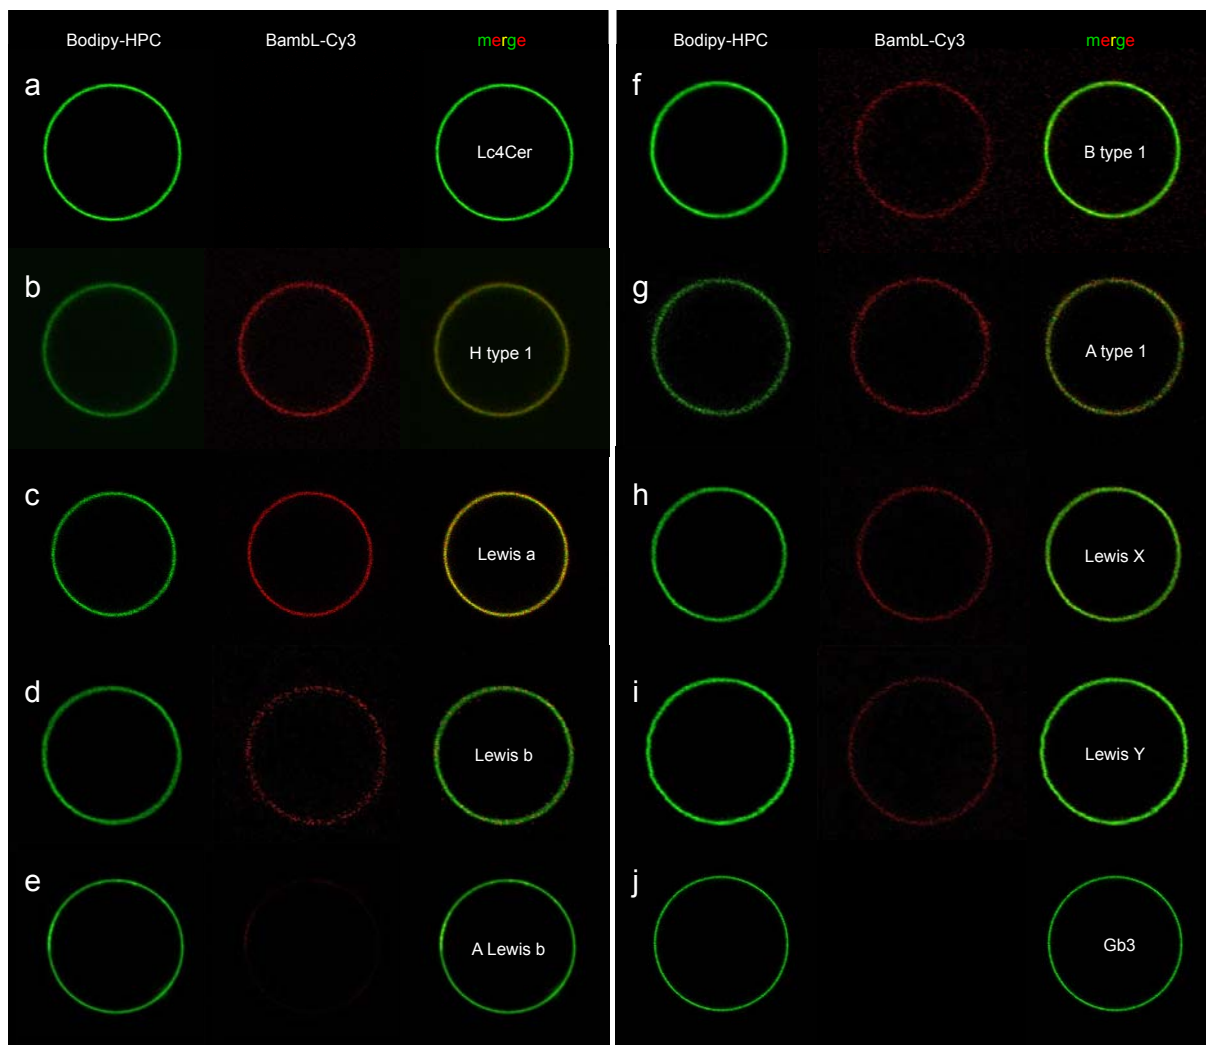 Bodipy-HPC BambL-Cy3 merge
a
Lc4Cer
b
H type 1
c
Lewis a
d
Lewis b
e
A Lewis b
Bodipy-HPC BambL-Cy3 merge
f
B type 1
g
A type 1
h
Lewis X
i
Lewis Y
j
Gb3